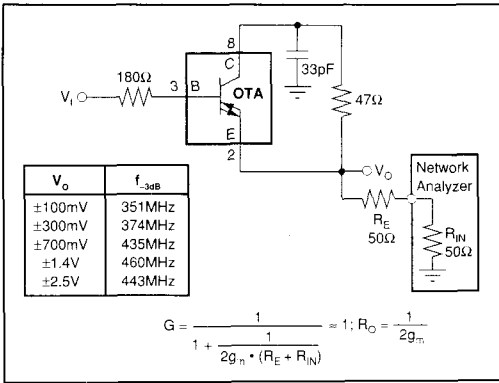 8
C
33pF
180Ω
3 B OTA
V_I
47Ω
E
2
V_O
Network
Analyzer
R_E
50Ω
R_IN
50Ω
V_O f_-3dB
±100mV 351MHz
±300mV 374MHz
±700mV 435MHz
±1.4V 460MHz
±2.5V 443MHz
G = 1 / (1 + 1 / (2g_m • (R_E + R_IN))) ≈ 1; R_O = 1 / (2g_m)